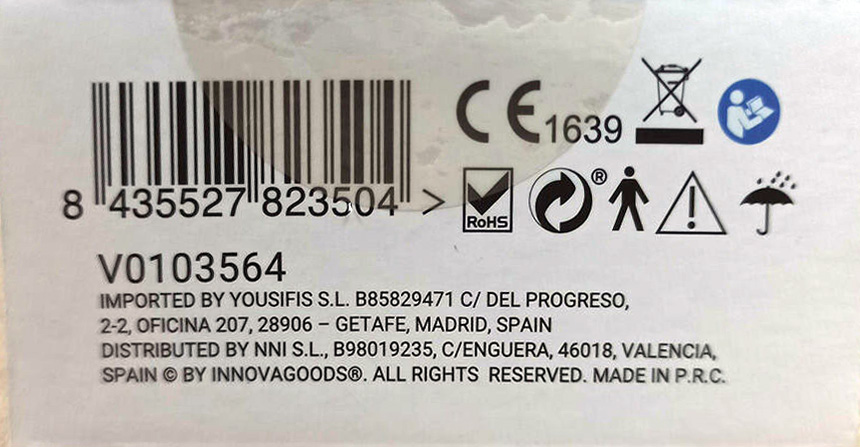 CE 1639
8 435527 823504 >
RoHS
®
V0103564
IMPORTED BY YOUSIFIS S.L. B85829471 C/ DEL PROGRESO,
2-2, OFICINA 207, 28906 – GETAFE, MADRID, SPAIN
DISTRIBUTED BY NNI S.L., B98019235, C/ENGUERA, 46018, VALENCIA,
SPAIN © BY INNOVAGOODS®. ALL RIGHTS RESERVED. MADE IN P.R.C.